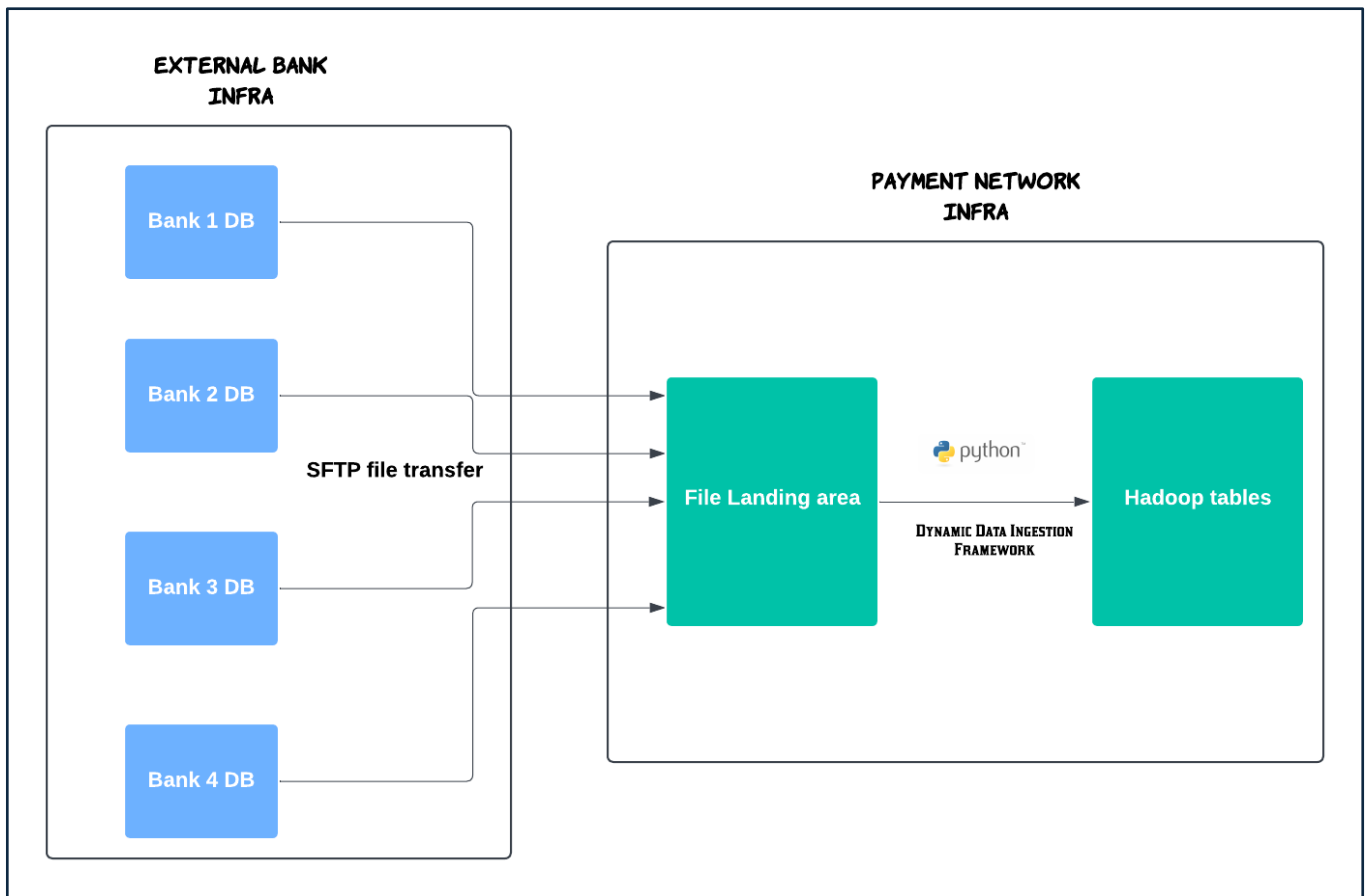 EXTERNAL BANK
INFRA
Bank 1 DB
PAYMENT NETWORK
INFRA
Bank 2 DB
SFTP file transfer
Bank 3 DB
Bank 4 DB
File Landing area
python™
DYNAMIC DATA INGESTION
FRAMEWORK
Hadoop tables